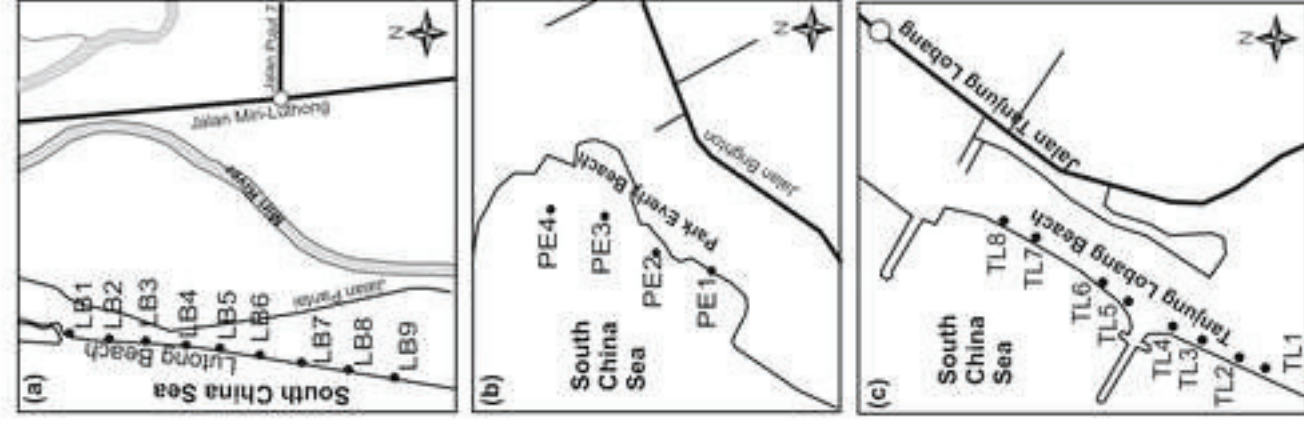 (a)
Jalan Pujut 7
N
Jalan Miri-Luthong
Miri River
Jalan Pantai
LB1
LB2
LB3
LB4
LB5
LB6
LB7
LB8
LB9
Lutong Beach
South China Sea
(b)
N
PE4
PE3
PE2
PE1
Park Everly Beach
Jalan Brighton
South
China
Sea
(c)
Jalan Tanjung Lobang
N
Tanjung Lobang Beach
TL8
TL7
TL6
TL5
TL4
TL3
TL2
TL1
South
China
Sea